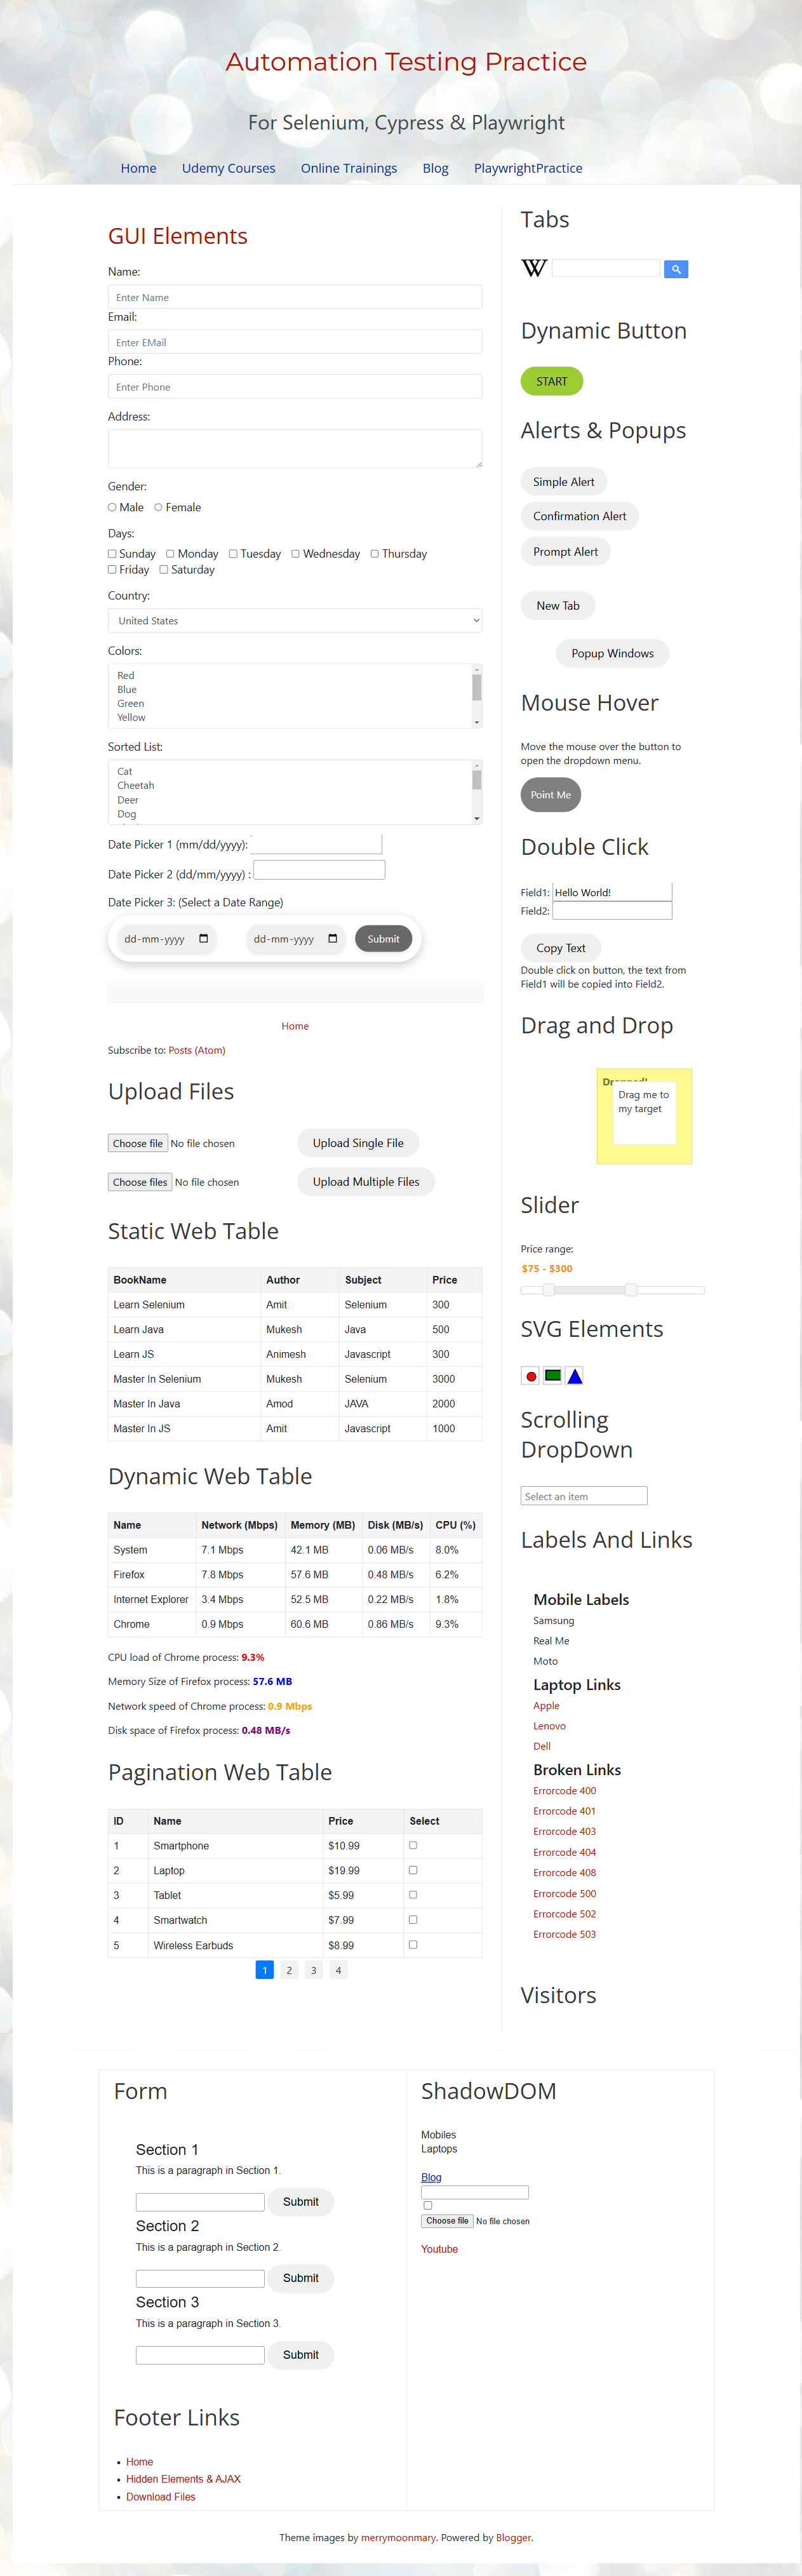 Automation Testing Practice
For Selenium, Cypress & Playwright
Home Udemy Courses Online Trainings Blog PlaywrightPractice
GUI Elements
Name:
Enter Name
Email:
Enter EMail
Phone:
Enter Phone
Address:
Gender:
Male Female
Days:
Sunday Monday Tuesday Wednesday Thursday
Friday Saturday
Country:
United States
Colors:
Red
Blue
Green
Yellow
Sorted List:
Cat
Cheetah
Deer
Dog
Date Picker 1 (mm/dd/yyyy):
Date Picker 2 (dd/mm/yyyy) :
Date Picker 3: (Select a Date Range)
dd-mm-yyyy dd-mm-yyyy Submit
Home
Subscribe to: Posts (Atom)
Upload Files
Choose file No file chosen Upload Single File
Choose files No file chosen Upload Multiple Files
Static Web Table
BookName Author Subject Price
Learn Selenium Amit Selenium 300
Learn Java Mukesh Java 500
Learn JS Animesh Javascript 300
Master In Selenium Mukesh Selenium 3000
Master In Java Amod JAVA 2000
Master In JS Amit Javascript 1000
Dynamic Web Table
Name Network (Mbps) Memory (MB) Disk (MB/s) CPU (%)
System 7.1 Mbps 42.1 MB 0.06 MB/s 8.0%
Firefox 7.8 Mbps 57.6 MB 0.48 MB/s 6.2%
Internet Explorer 3.4 Mbps 52.5 MB 0.22 MB/s 1.8%
Chrome 0.9 Mbps 60.6 MB 0.86 MB/s 9.3%
CPU load of Chrome process: 9.3%
Memory Size of Firefox process: 57.6 MB
Network speed of Chrome process: 0.9 Mbps
Disk space of Firefox process: 0.48 MB/s
Pagination Web Table
ID Name Price Select
1 Smartphone $10.99
2 Laptop $19.99
3 Tablet $5.99
4 Smartwatch $7.99
5 Wireless Earbuds $8.99
1 2 3 4
Tabs
Dynamic Button
START
Alerts & Popups
Simple Alert
Confirmation Alert
Prompt Alert
New Tab
Popup Windows
Mouse Hover
Move the mouse over the button to
open the dropdown menu.
Point Me
Double Click
Field1: Hello World!
Field2:
Copy Text
Double click on button, the text from
Field1 will be copied into Field2.
Drag and Drop
Drag me to
my target
Slider
Price range:
$75 - $300
SVG Elements
Scrolling
DropDown
Select an item
Labels And Links
Mobile Labels
Samsung
Real Me
Moto
Laptop Links
Apple
Lenovo
Dell
Broken Links
Errorcode 400
Errorcode 401
Errorcode 403
Errorcode 404
Errorcode 408
Errorcode 500
Errorcode 502
Errorcode 503
Visitors
Form
Section 1
This is a paragraph in Section 1.
Submit
Section 2
This is a paragraph in Section 2.
Submit
Section 3
This is a paragraph in Section 3.
Submit
Footer Links
Home
Hidden Elements & AJAX
Download Files
ShadowDOM
Mobiles
Laptops
Blog
Choose file No file chosen
Youtube
Theme images by merrymoonmary. Powered by Blogger.